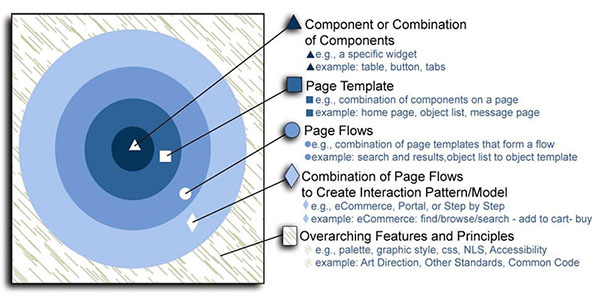 Component or Combination
of Components
e.g., a specific widget
example: table, button, tabs
Page Template
e.g., combination of components on a page
example: home page, object list, message page
Page Flows
e.g., combination of page templates that form a flow
example: search and results,object list to object template
Combination of Page Flows
to Create Interaction Pattern/Model
e.g., eCommerce, Portal, or Step by Step
example: eCommerce: find/browse/search - add to cart- buy
Overarching Features and Principles
e.g., palette, graphic style, css, NLS, Accessibility
example: Art Direction, Other Standards, Common Code